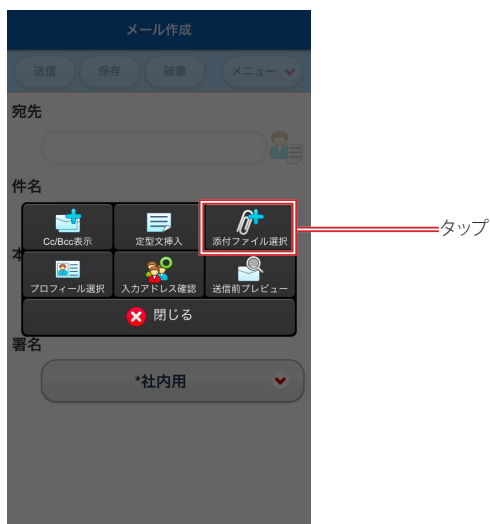 メール作成
送信 保存 破棄 メニュー
宛先
件名
Cc/Bcc表示 定型文挿入 添付ファイル選択
タップ
本
プロフィール選択 入力アドレス確認 送信前プレビュー
閉じる
署名
*社内用